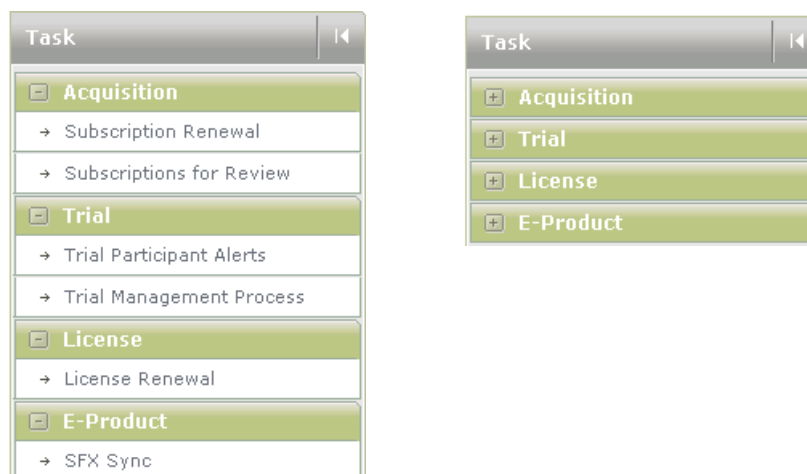 Task
Acquisition
Subscription Renewal
Subscriptions for Review
Trial
Trial Participant Alerts
Trial Management Process
License
License Renewal
E-Product
SFX Sync
Task
Acquisition
Trial
License
E-Product